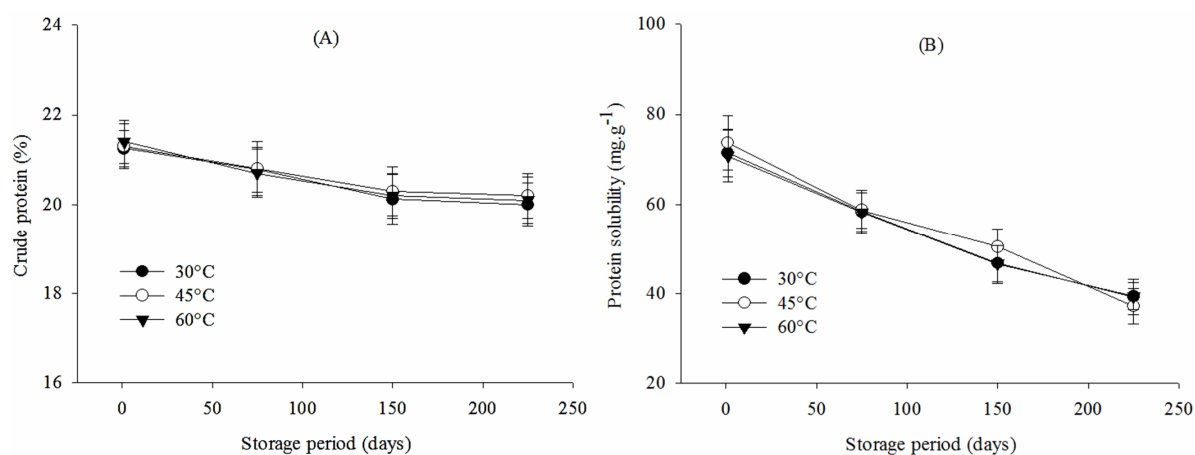 (A)
Crude protein (%)
24
22
20
18
16
30°C
45°C
60°C
0 50 100 150 200 250
Storage period (days)
(B)
Protein solubility (mg.g-1)
100
80
60
40
20
30°C
45°C
60°C
0 50 100 150 200 250
Storage period (days)